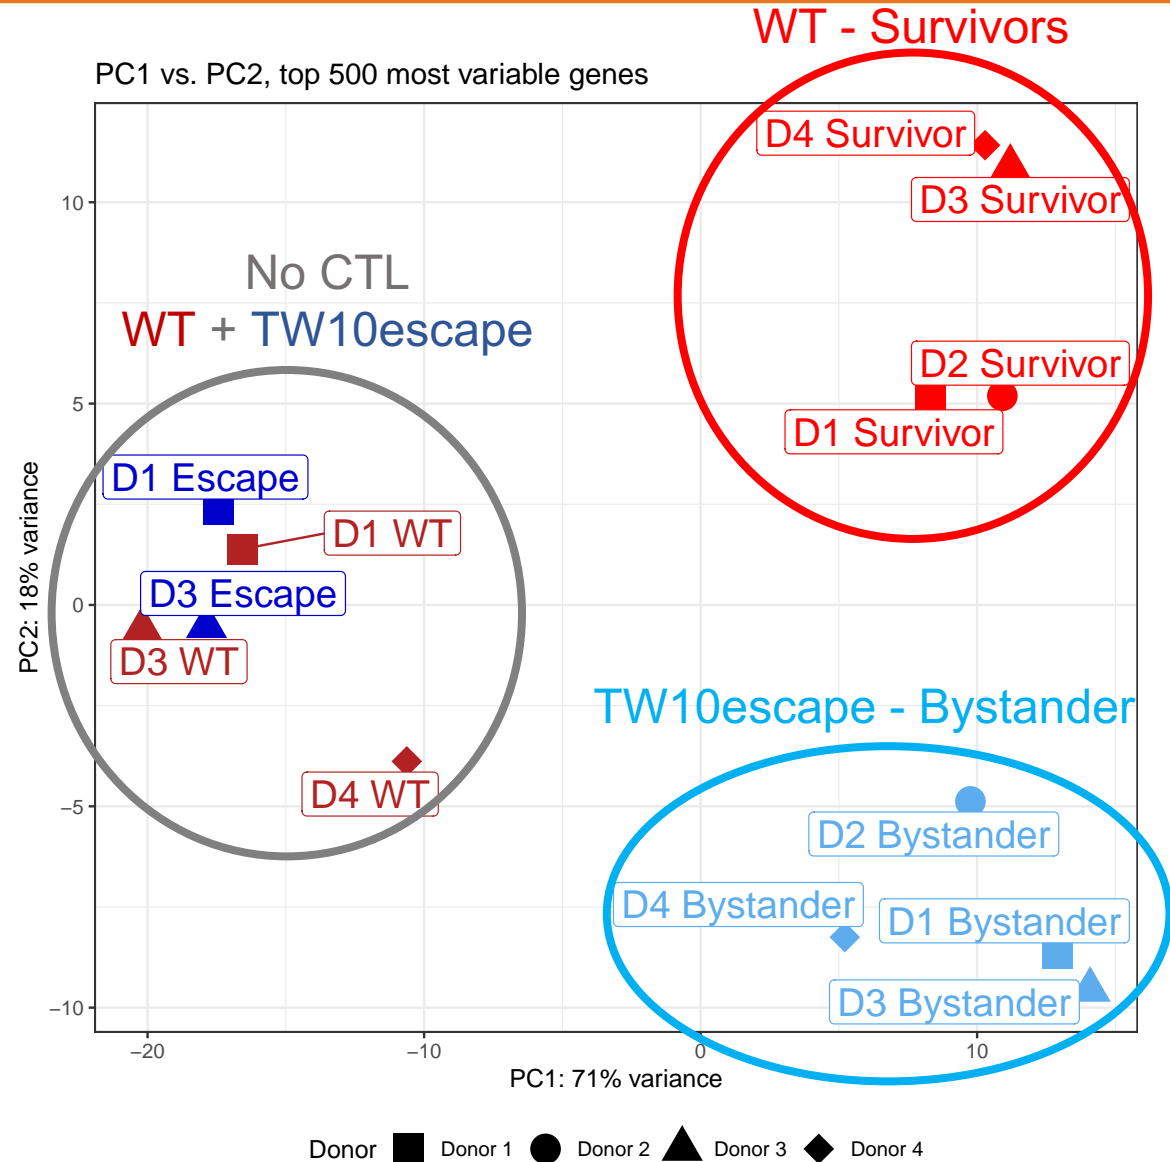 WT - Survivors
PC1 vs. PC2, top 500 most variable genes
D4 Survivor
D3 Survivor
10
No CTL
WT + TW10escape
D2 Survivor
5
D1 Survivor
D1 Escape
D1 WT
D3 Escape
0
D3 WT
PC2: 18% variance
TW10escape - Bystander
D4 WT
−5
D2 Bystander
D4 Bystander
D1 Bystander
D3 Bystander
−10
−20
−10
0
10
PC1: 71% variance
Donor Donor 1 Donor 2 Donor 3 Donor 4